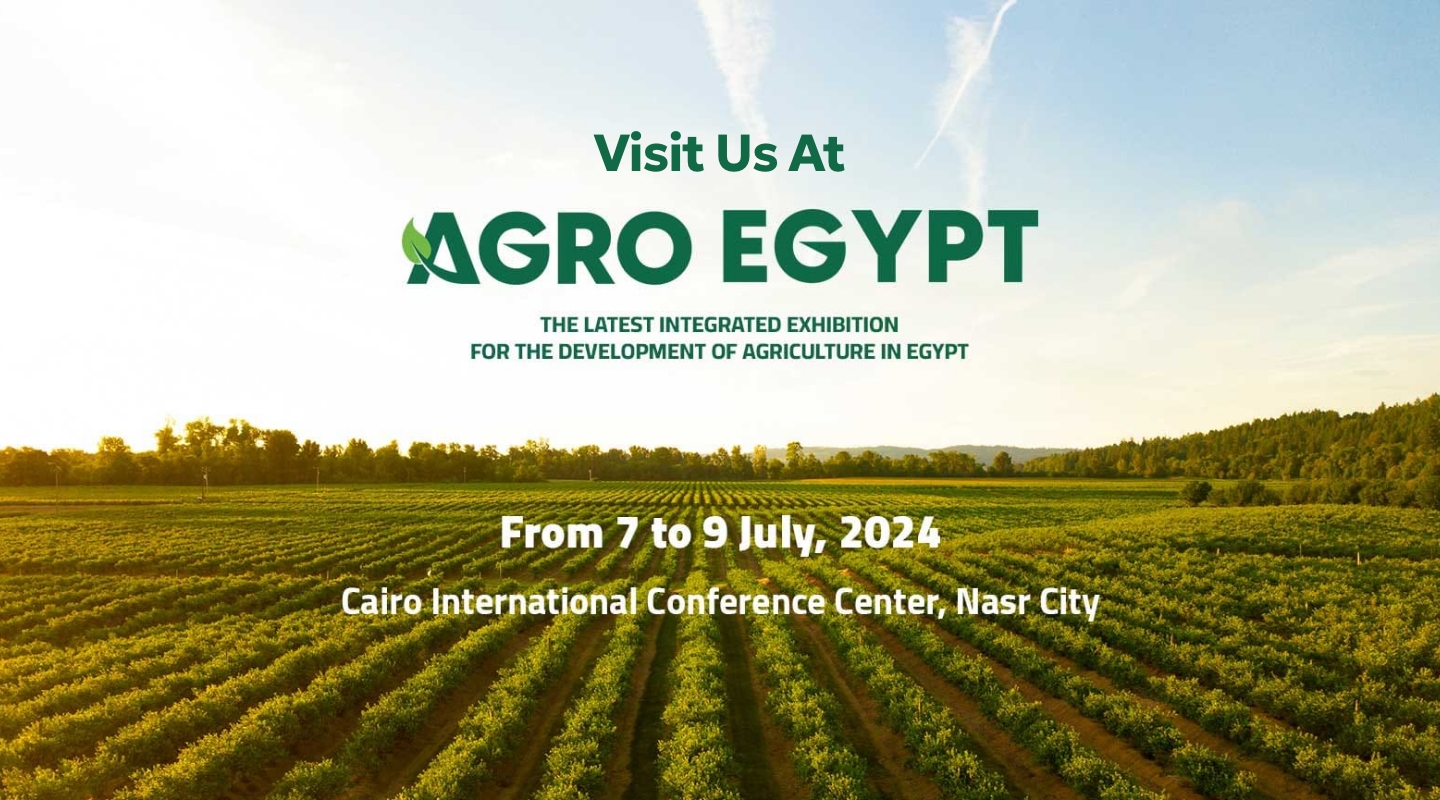 Visit Us At
AGRO EGYPT
THE LATEST INTEGRATED EXHIBITION
FOR THE DEVELOPMENT OF AGRICULTURE IN EGYPT
From 7 to 9 July, 2024
Cairo International Conference Center, Nasr City